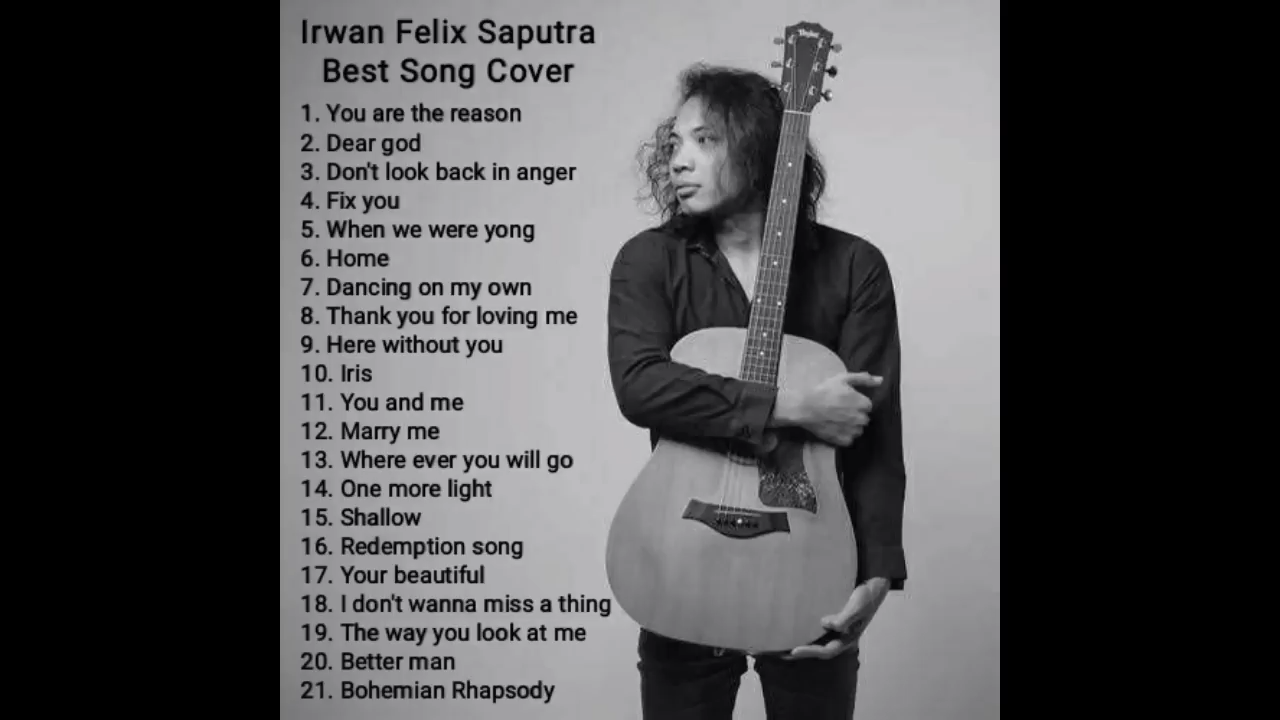 Irwan Felix Saputra
Best Song Cover
1. You are the reason
2. Dear god
3. Don't look back in anger
4. Fix you
5. When we were yong
6. Home
7. Dancing on my own
8. Thank you for loving me
9. Here without you
10. Iris
11. You and me
12. Marry me
13. Where ever you will go
14. One more light
15. Shallow
16. Redemption song
17. Your beautiful
18. I don't wanna miss a thing
19. The way you look at me
20. Better man
21. Bohemian Rhapsody
Taylor